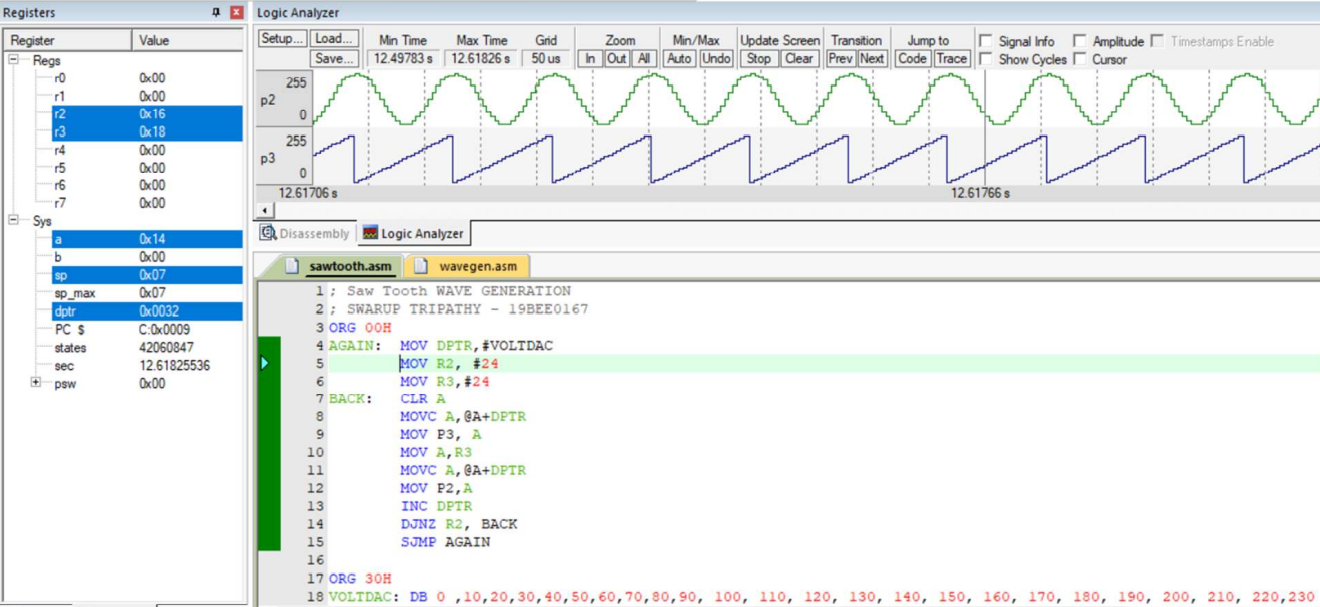 Registers
Register Value
Regs
r0 0x00
r1 0x00
r2 0x16
r3 0x18
r4 0x00
r5 0x00
r6 0x00
r7 0x00
Sys
a 0x14
b 0x00
sp 0x07
sp_max 0x07
dptr 0x0032
PC $ C:0x0009
states 42060847
sec 12.61825536
psw 0x00
Logic Analyzer
Setup... Load... Min Time Max Time Grid Zoom Min/Max Update Screen Transition Jump to Signal Info Amplitude Timestamps Enable
Save... 12.49783 s 12.61826 s 50 us In Out All Auto Undo Stop Clear Prev Next Code Trace Show Cycles Cursor
255
p2
0
255
p3
0
12.61706 s 12.61766 s
Disassembly Logic Analyzer
sawtooth.asm wavegen.asm
1 ; Saw Tooth WAVE GENERATION
2 ; SWARUP TRIPATHY - 19BEE0167
3 ORG 00H
4 AGAIN: MOV DPTR,#VOLTDAC
5 MOV R2, #24
6 MOV R3,#24
7 BACK: CLR A
8 MOVC A,@A+DPTR
9 MOV P3, A
10 MOV A,R3
11 MOVC A,@A+DPTR
12 MOV P2,A
13 INC DPTR
14 DJNZ R2, BACK
15 SJMP AGAIN
16
17 ORG 30H
18 VOLTDAC: DB 0 ,10,20,30,40,50,60,70,80,90, 100, 110, 120, 130, 140, 150, 160, 170, 180, 190, 200, 210, 220,230